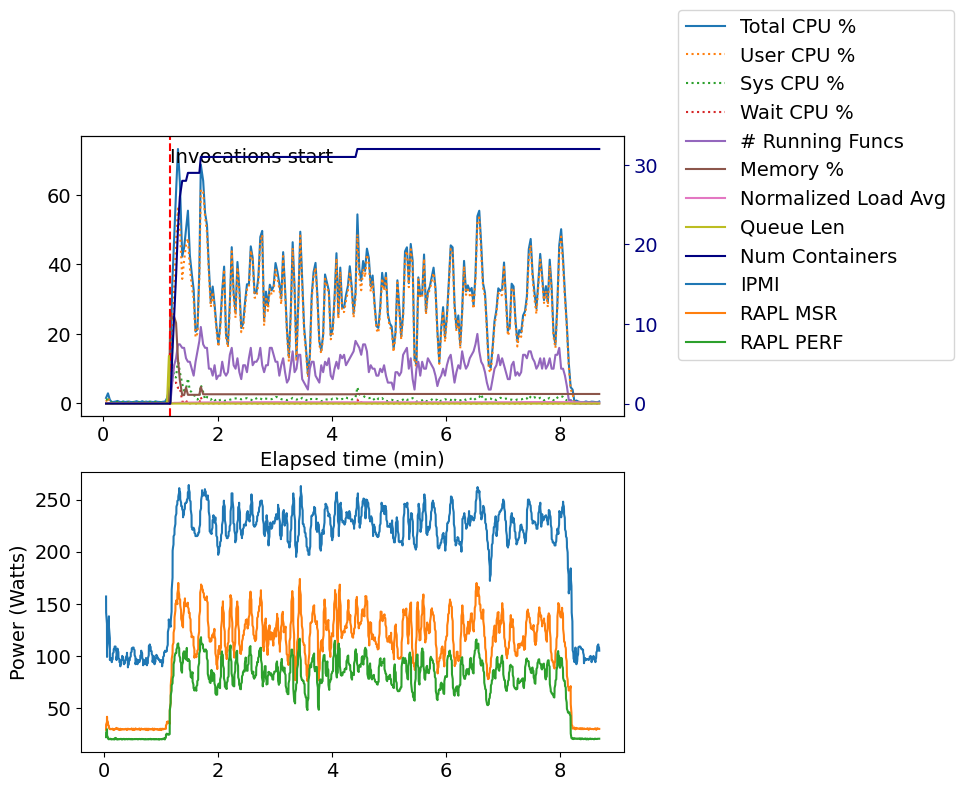 Total CPU %
User CPU %
Sys CPU %
Wait CPU %
# Running Funcs
Memory %
Normalized Load Avg
Queue Len
Num Containers
IPMI
RAPL MSR
RAPL PERF
Invocations start
60
40
20
0
30
20
10
0
0 2 4 6 8
Elapsed time (min)
Power (Watts)
250
200
150
100
50
0 2 4 6 8